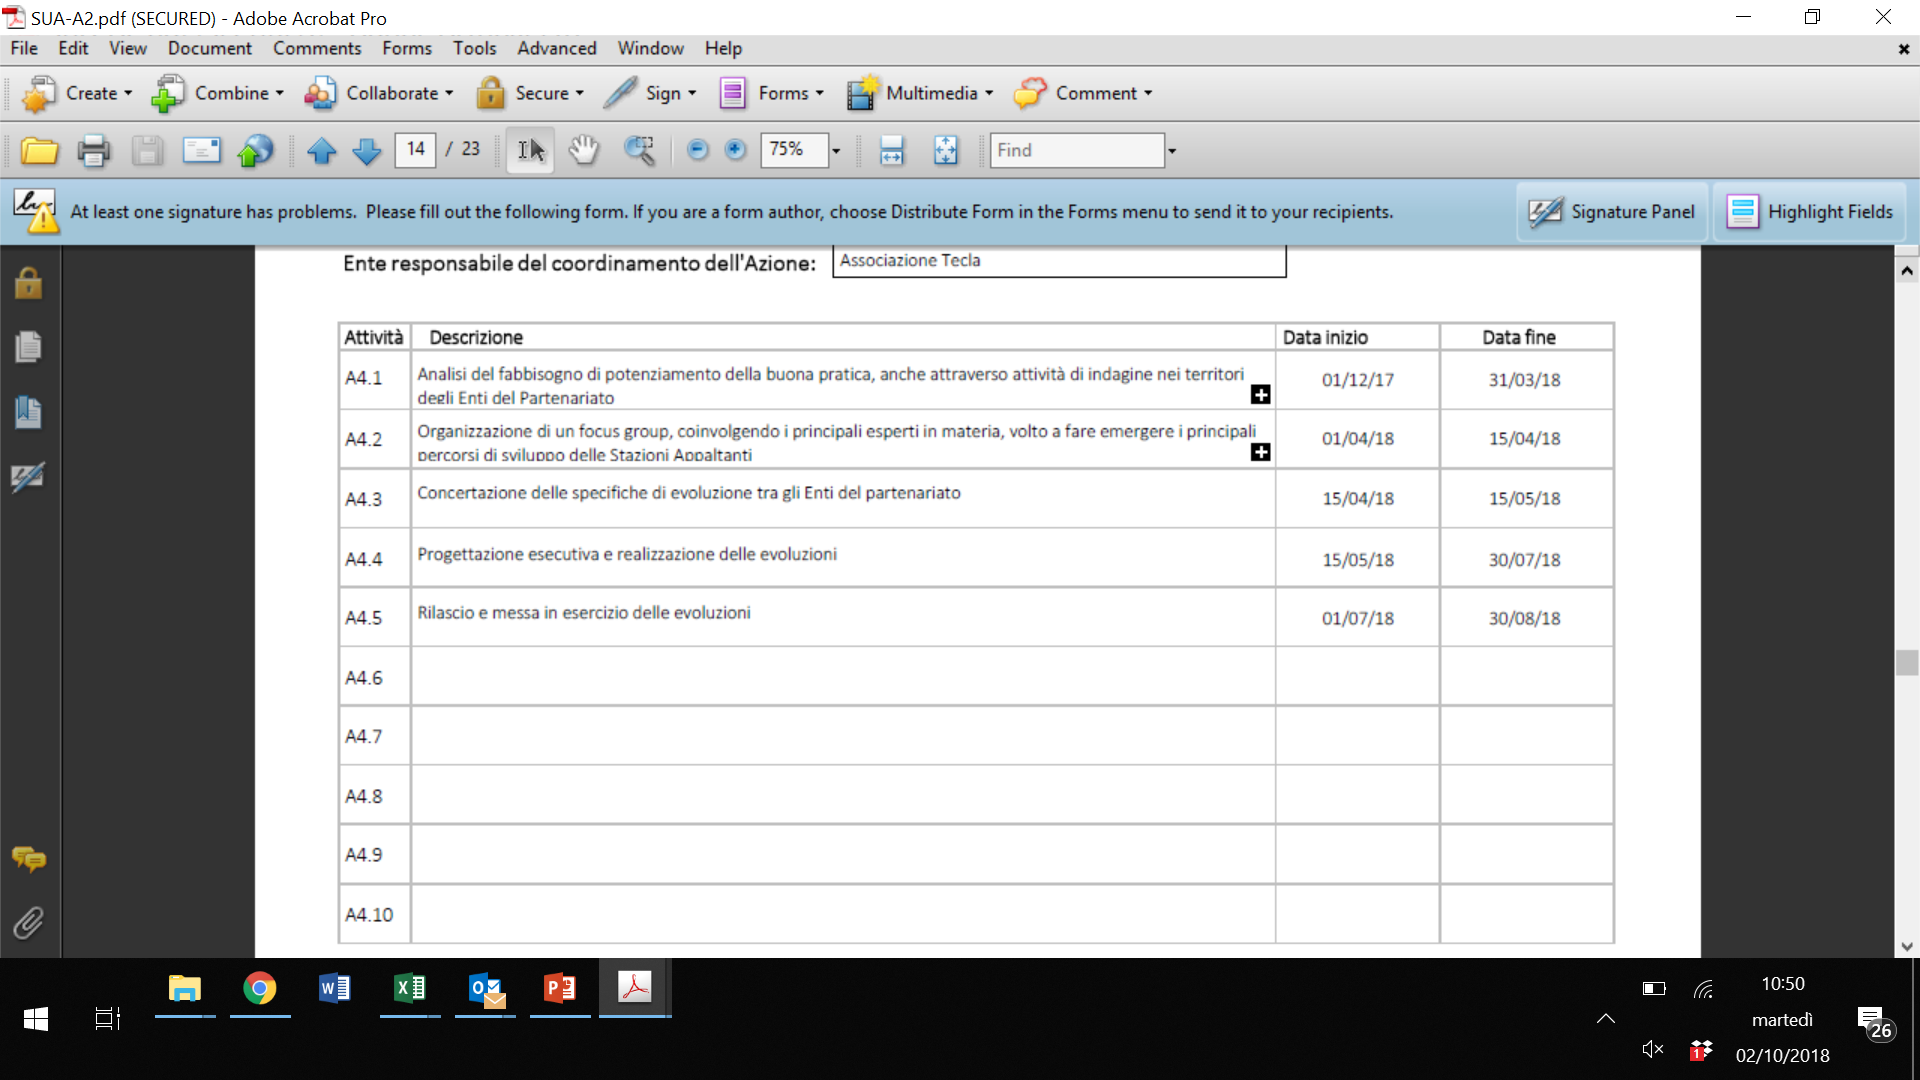 SUA-A2.pdf (SECURED) - Adobe Acrobat Pro
File Edit View Document Comments Forms Tools Advanced Window Help
Create Combine Collaborate Secure Sign Forms Multimedia Comment
14 / 23 75% Find
At least one signature has problems. Please fill out the following form. If you are a form author, choose Distribute Form in the Forms menu to send it to your recipients. Signature Panel Highlight Fields
Ente responsabile del coordinamento dell'Azione: Associazione Tecla
Attività Descrizione Data inizio Data fine
A4.1 Analisi del fabbisogno di potenziamento della buona pratica, anche attraverso attività di indagine nei territori 01/12/17 31/03/18
degli Enti del Partenariato
A4.2 Organizzazione di un focus group, coinvolgendo i principali esperti in materia, volto a fare emergere i principali 01/04/18 15/04/18
percorsi di sviluppo delle Stazioni Appaltanti
A4.3 Concertazione delle specifiche di evoluzione tra gli Enti del partenariato 15/04/18 15/05/18
A4.4 Progettazione esecutiva e realizzazione delle evoluzioni 15/05/18 30/07/18
A4.5 Rilascio e messa in esercizio delle evoluzioni 01/07/18 30/08/18
A4.6
A4.7
A4.8
A4.9
A4.10
10:50
martedì
26
1
02/10/2018